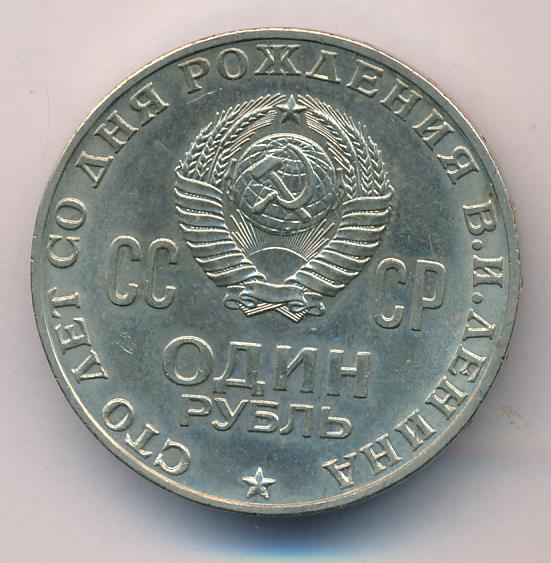 СТО ЛЕТ СО ДНЯ РОЖДЕНИЯ В.И.ЛЕНИНА
СС СР
ОДИН
РУБЛЬ